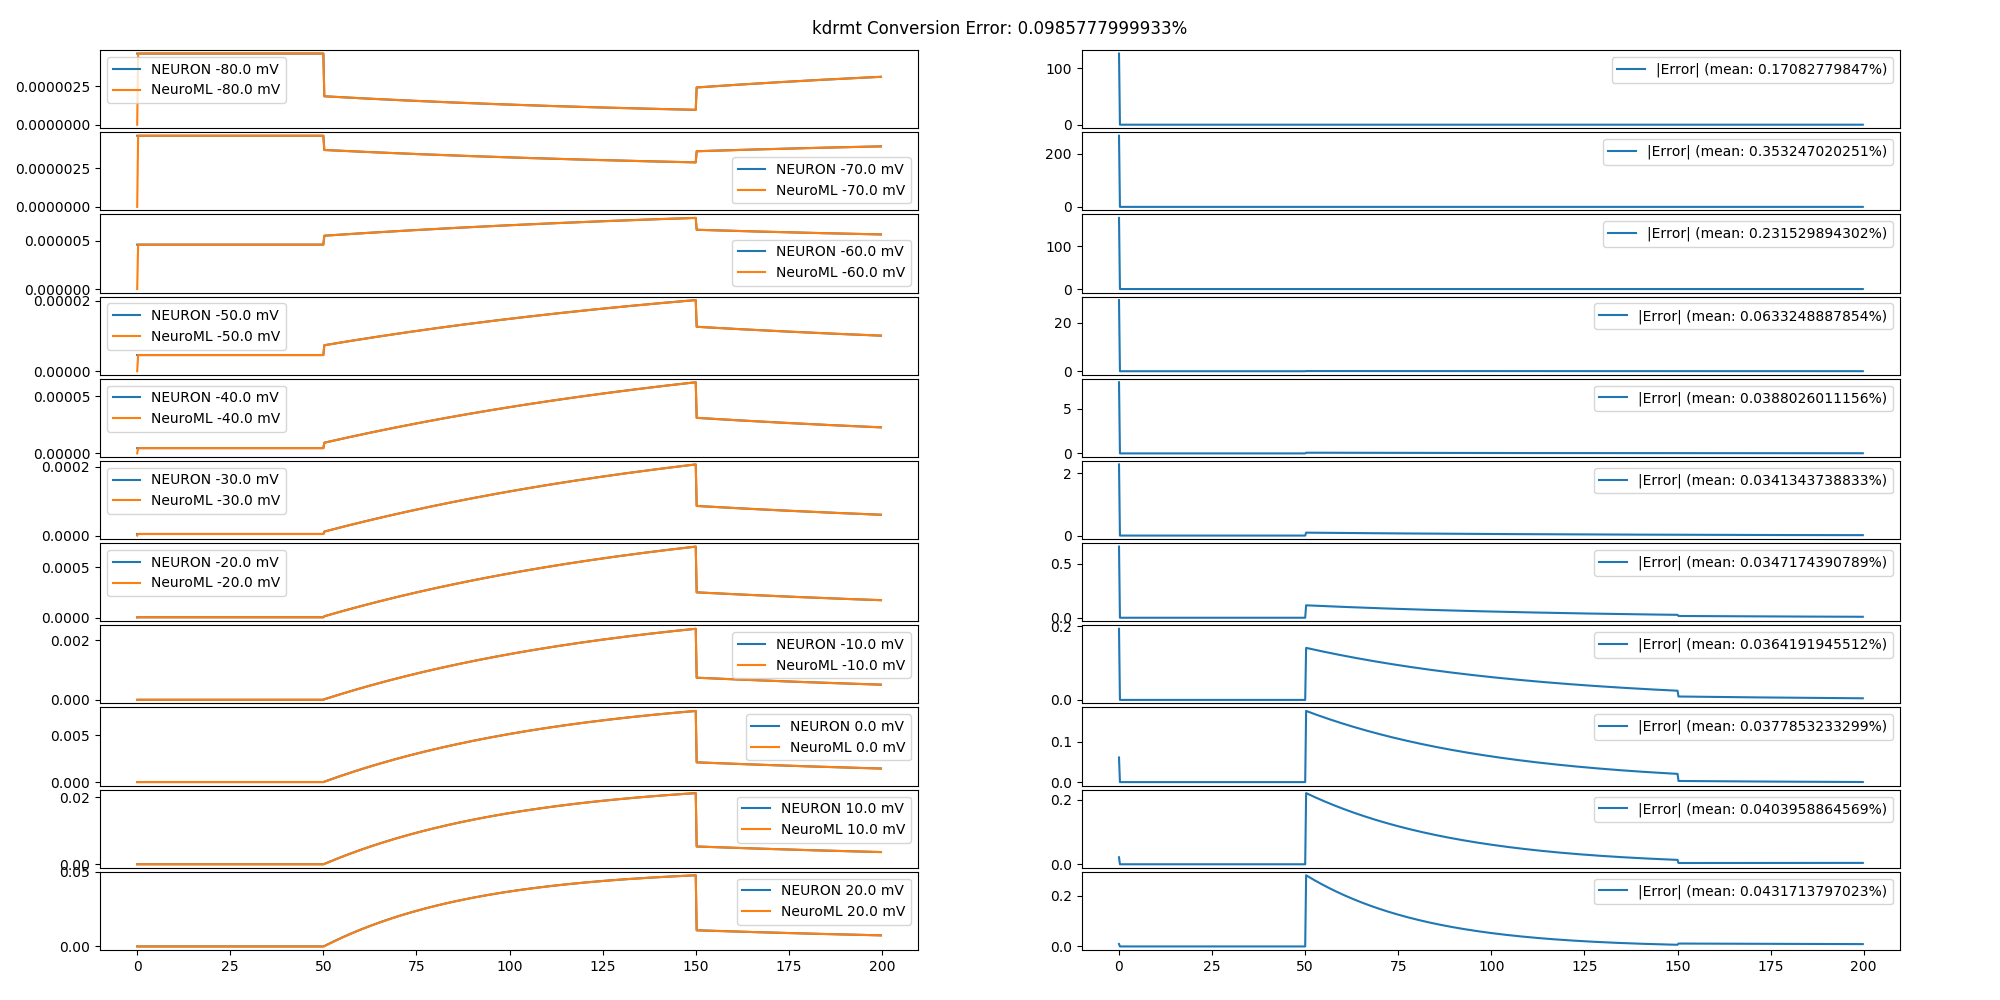 kdrmt Conversion Error: 0.0985777999933%
NEURON -80.0 mV
NeuroML -80.0 mV
0.0000025
0.0000000
|Error| (mean: 0.17082779847%)
100
0
NEURON -70.0 mV
NeuroML -70.0 mV
0.0000025
0.0000000
|Error| (mean: 0.353247020251%)
200
0
NEURON -60.0 mV
NeuroML -60.0 mV
0.000005
0.000000
|Error| (mean: 0.231529894302%)
100
0
NEURON -50.0 mV
NeuroML -50.0 mV
0.00002
0.00000
|Error| (mean: 0.0633248887854%)
20
0
NEURON -40.0 mV
NeuroML -40.0 mV
0.00005
0.00000
|Error| (mean: 0.0388026011156%)
5
0
NEURON -30.0 mV
NeuroML -30.0 mV
0.0002
0.0000
|Error| (mean: 0.0341343738833%)
2
0
NEURON -20.0 mV
NeuroML -20.0 mV
0.0005
0.0000
|Error| (mean: 0.0347174390789%)
0.5
0.0
NEURON -10.0 mV
NeuroML -10.0 mV
0.002
0.000
|Error| (mean: 0.0364191945512%)
0.2
0.0
NEURON 0.0 mV
NeuroML 0.0 mV
0.005
0.000
|Error| (mean: 0.0377853233299%)
0.1
0.0
NEURON 10.0 mV
NeuroML 10.0 mV
0.02
0.00
|Error| (mean: 0.0403958864569%)
0.2
0.0
NEURON 20.0 mV
NeuroML 20.0 mV
0.05
0.00
|Error| (mean: 0.0431713797023%)
0.2
0.0
0 25 50 75 100 125 150 175 200
0 25 50 75 100 125 150 175 200